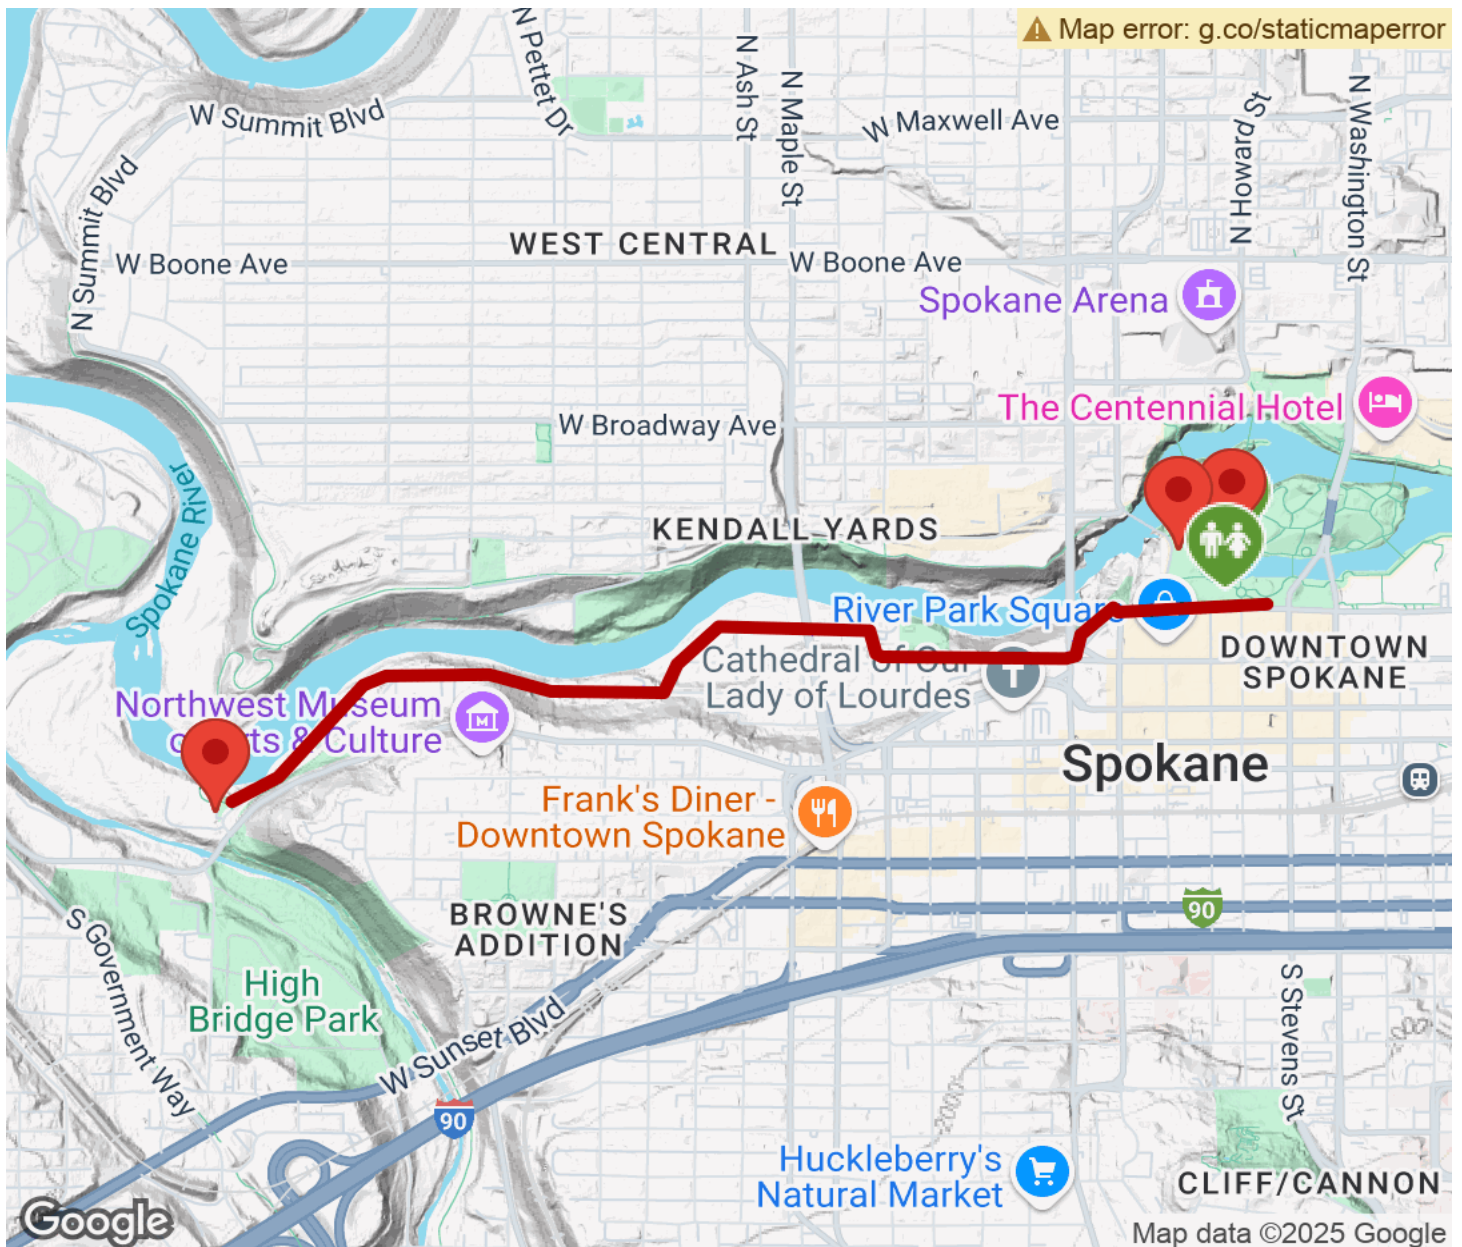 Map error: g.co/staticmaperror
N Pettet Dr
N Ash St
N Maple St
W Summit Blvd
W Maxwell Ave
N Howard St
N Washington St
N Summit Blvd
WEST CENTRAL
W Boone Ave
W Boone Ave
Spokane Arena
The Centennial Hotel
W Broadway Ave
Spokane River
KENDALL YARDS
River Park Square
DOWNTOWN
SPOKANE
Cathedral of Our
Lady of Lourdes
Northwest Museum
of Arts & Culture
Spokane
Frank's Diner -
Downtown Spokane
BROWNE'S
ADDITION
90
S Government Way
High
Bridge Park
W Sunset Blvd
S Stevens St
90
Huckleberry's
Natural Market
CLIFF/CANNON
Google
Map data ©2025 Google